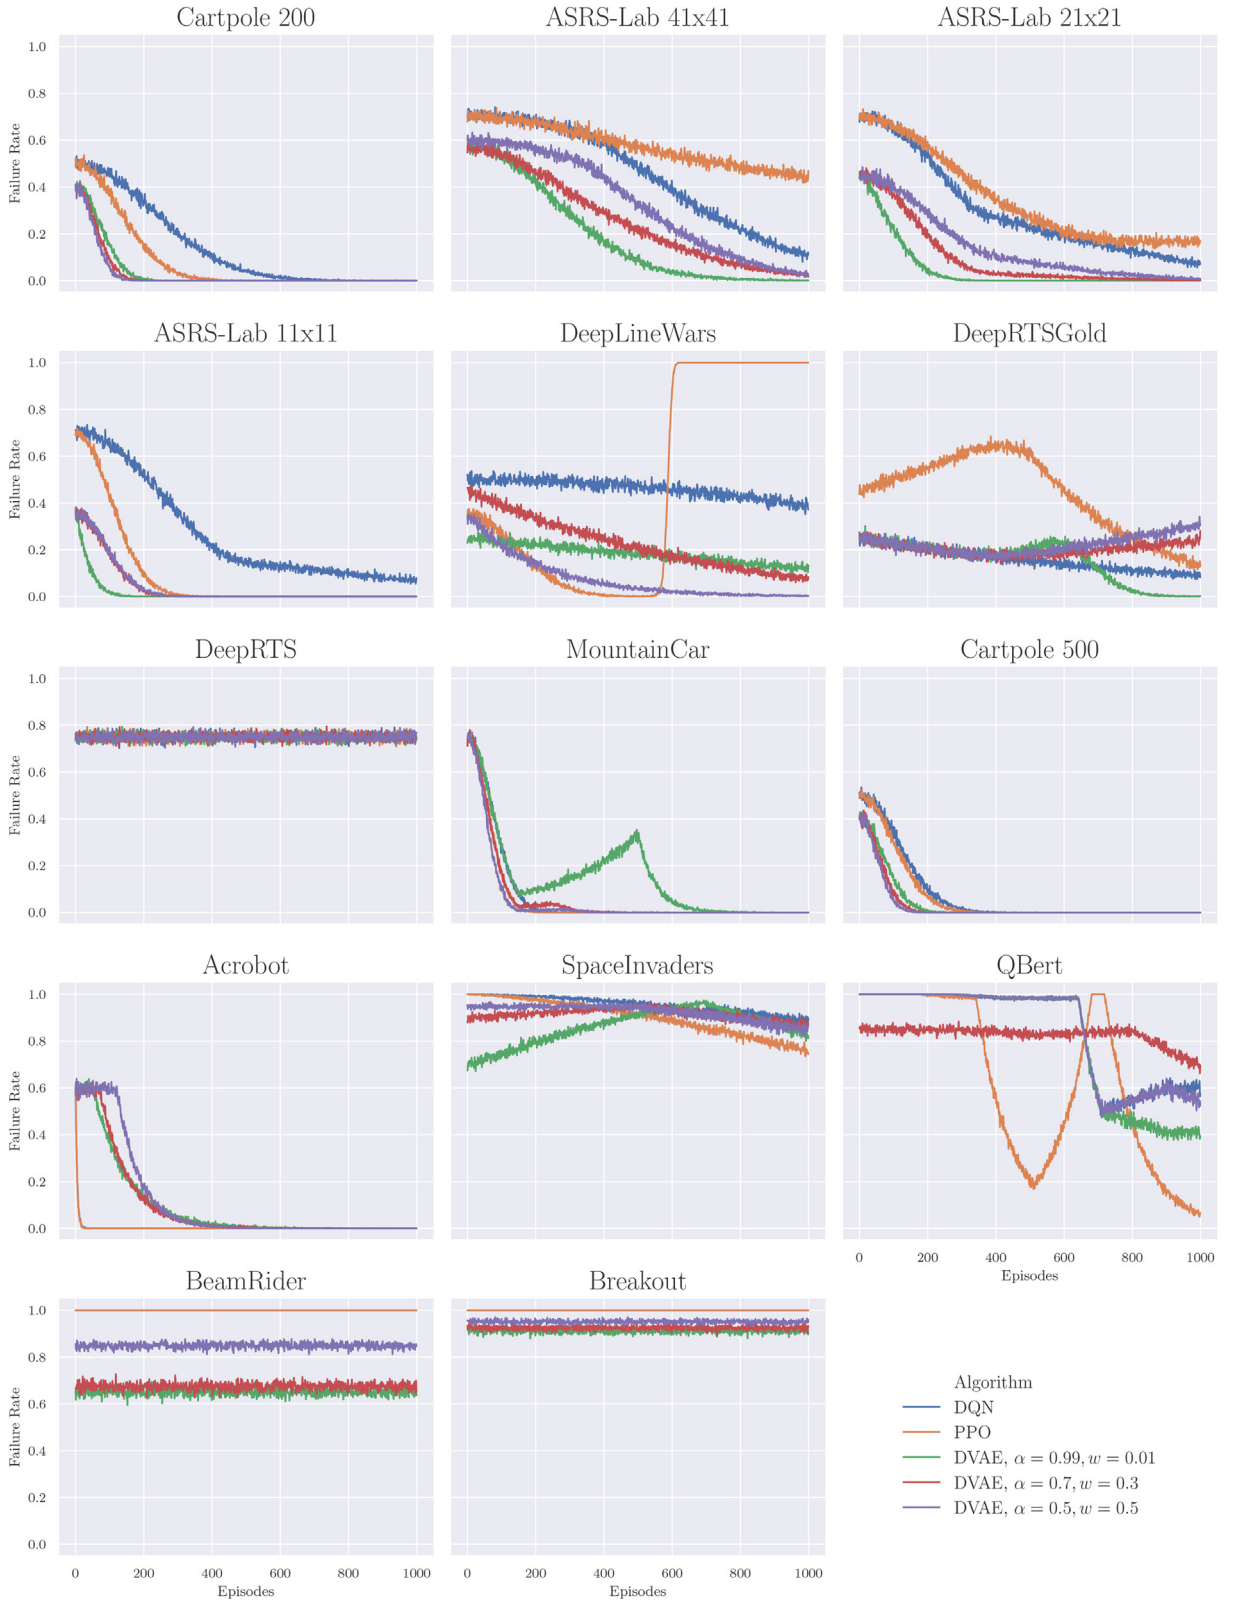 Cartpole 200
ASRS-Lab 41x41
ASRS-Lab 21x21
1.0
0.8
0.6
0.4
0.2
0.0
Failure Rate
ASRS-Lab 11x11
DeepLineWars
DeepRTSGold
1.0
0.8
0.6
0.4
0.2
0.0
Failure Rate
DeepRTS
MountainCar
Cartpole 500
1.0
0.8
0.6
0.4
0.2
0.0
Failure Rate
Acrobot
SpaceInvaders
QBert
1.0
0.8
0.6
0.4
0.2
0.0
Failure Rate
0 200 400 600 800 1000
Episodes
BeamRider
Breakout
1.0
0.8
0.6
0.4
0.2
0.0
Failure Rate
0 200 400 600 800 1000
Episodes
0 200 400 600 800 1000
Episodes
Algorithm
DQN
PPO
DVAE, α = 0.99, w = 0.01
DVAE, α = 0.7, w = 0.3
DVAE, α = 0.5, w = 0.5